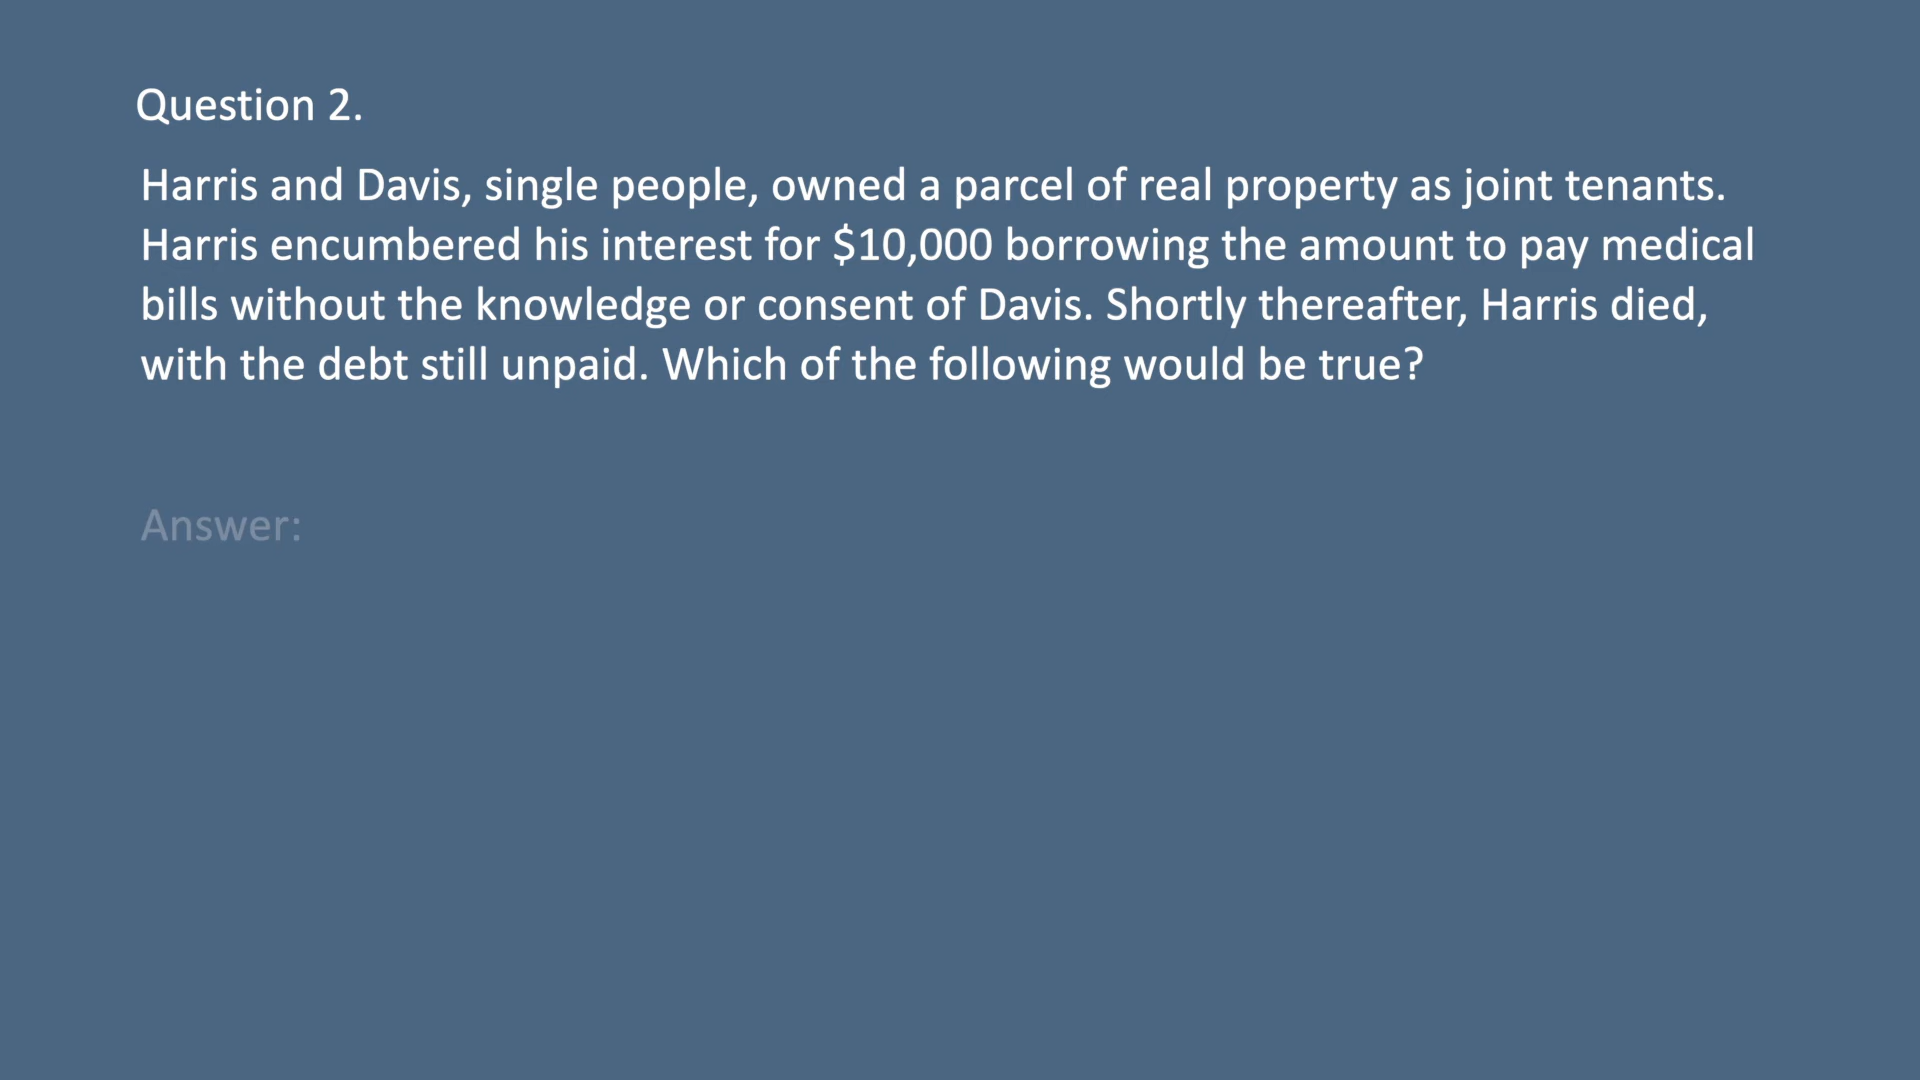 Question 2.
Harris and Davis, single people, owned a parcel of real property as joint tenants.
Harris encumbered his interest for $10,000 borrowing the amount to pay medical
bills without the knowledge or consent of Davis. Shortly thereafter, Harris died,
with the debt still unpaid. Which of the following would be true?
Answer: